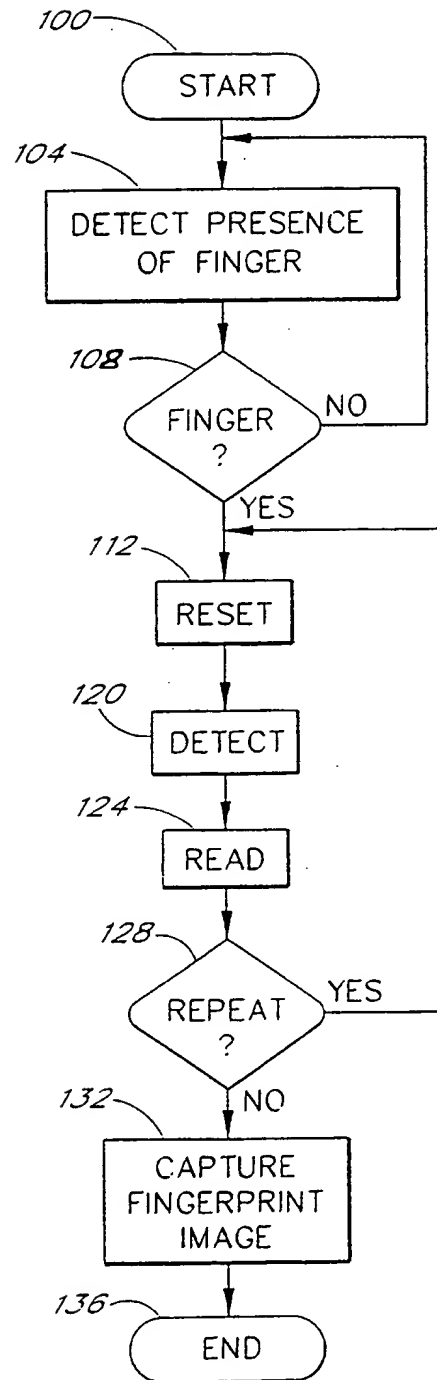 100
START
104
DETECT PRESENCE
OF FINGER
108
FINGER
?
NO
YES
112
RESET
120
DETECT
124
READ
128
REPEAT
?
YES
NO
132
CAPTURE
FINGERPRINT
IMAGE
136
END